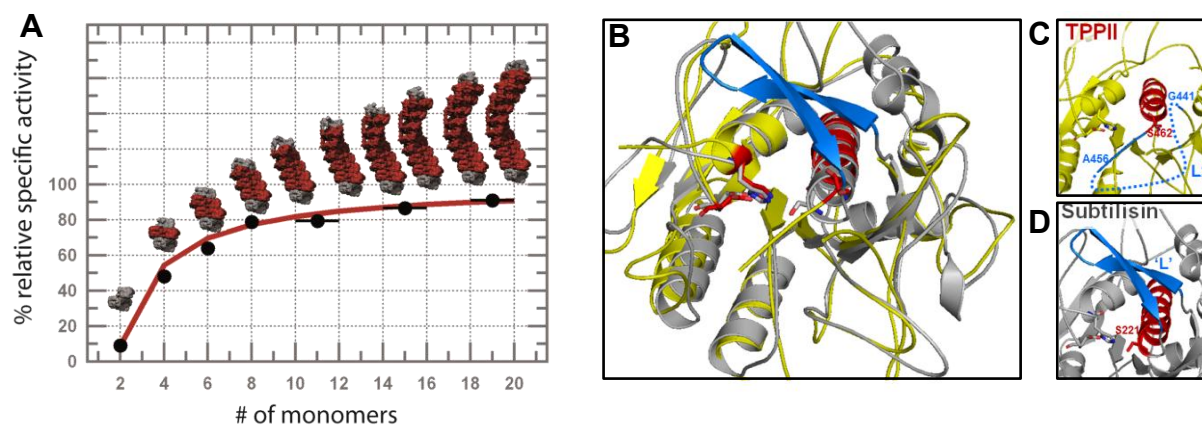 A
% relative specific activity
100
80
60
40
20
0
2 4 6 8 10 12 14 16 18 20
# of monomers
B
C
TPPII
G441
S462
A456
L
D
Subtilisin
'L'
S221